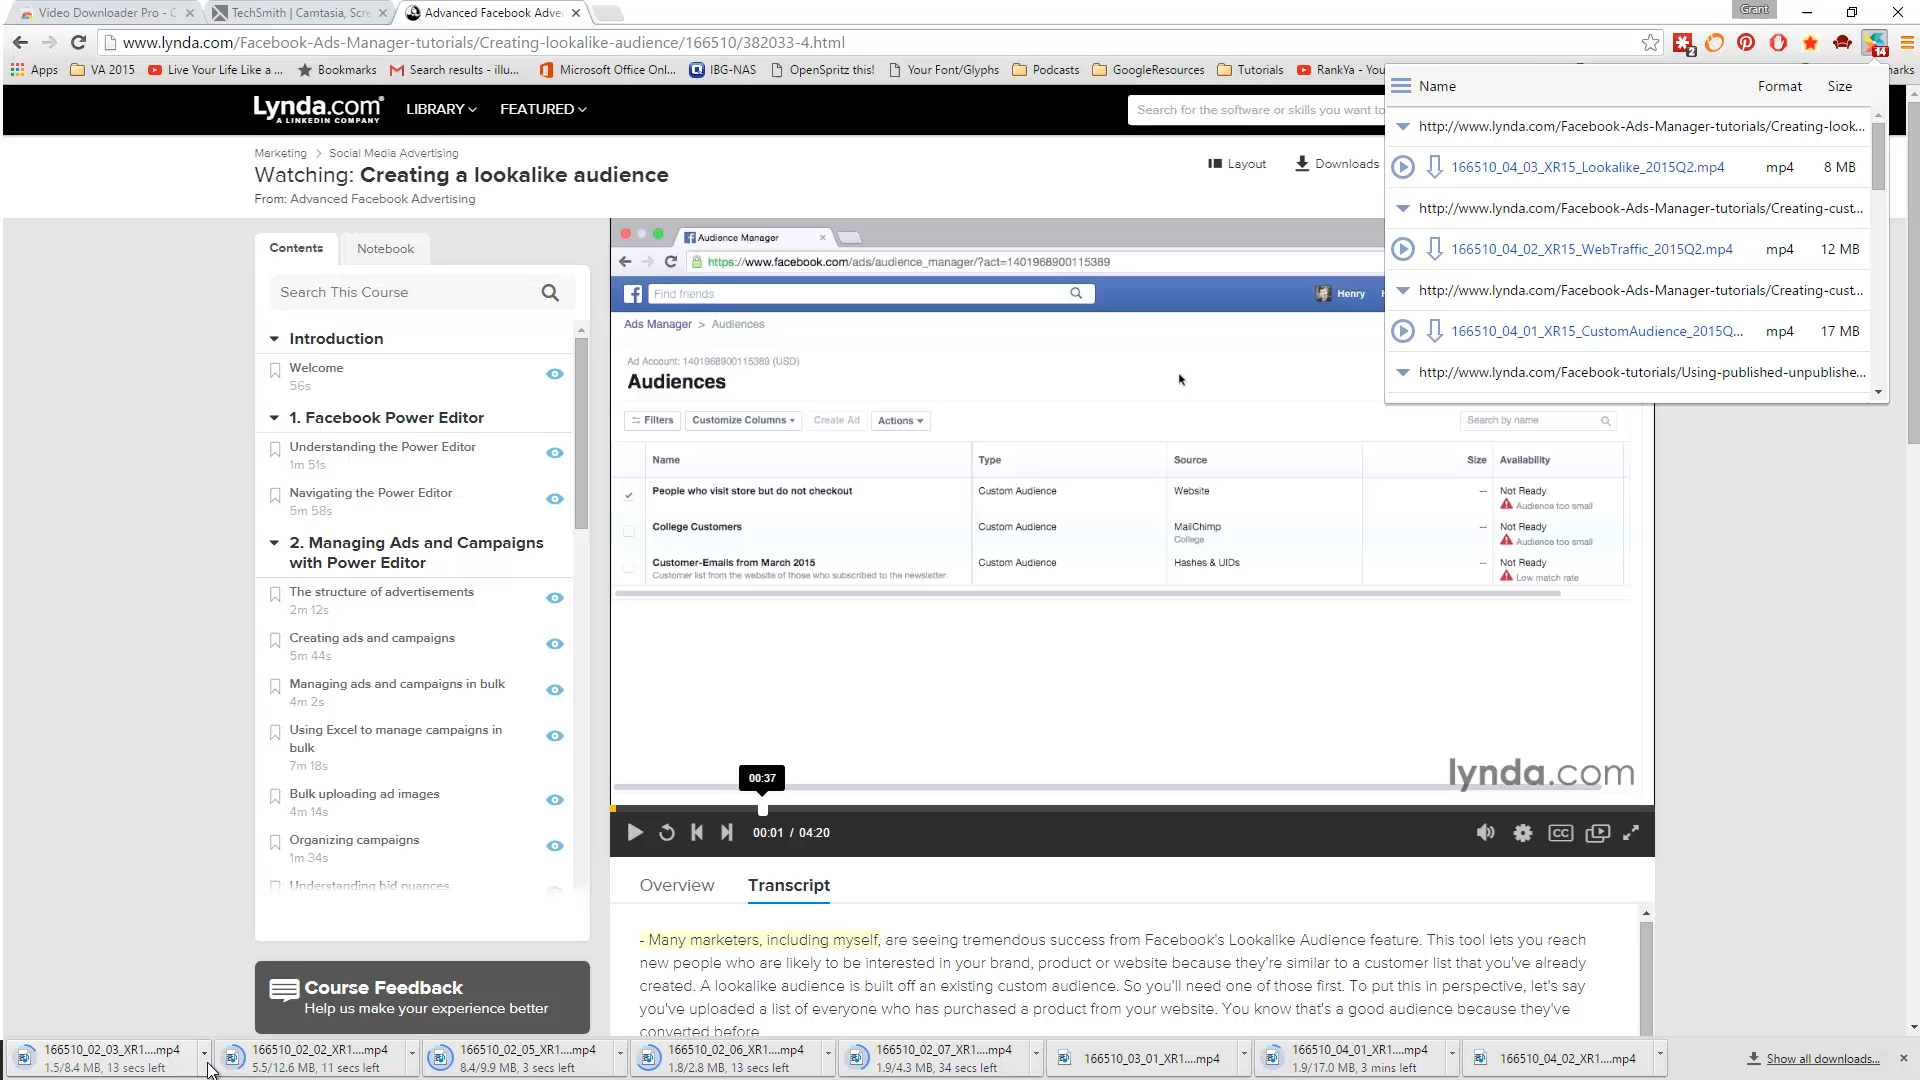 Video Downloader Pro - C
TechSmith | Camtasia, Scre
Advanced Facebook Adve
Grant
www.lynda.com/Facebook-Ads-Manager-tutorials/Creating-lookalike-audience/166510/382033-4.html
2
14
Apps
VA 2015
Live Your Life Like a ...
Bookmarks
Search results - illu...
Microsoft Office Onl...
IBG-NAS
OpenSpritz this!
Your Font/Glyphs
Podcasts
GoogleResources
Tutorials
RankYa - You
marks
Name Format Size
http://www.lynda.com/Facebook-Ads-Manager-tutorials/Creating-look...
166510_04_03_XR15_Lookalike_2015Q2.mp4 mp4 8 MB
http://www.lynda.com/Facebook-Ads-Manager-tutorials/Creating-cust...
166510_04_02_XR15_WebTraffic_2015Q2.mp4 mp4 12 MB
http://www.lynda.com/Facebook-Ads-Manager-tutorials/Creating-cust...
166510_04_01_XR15_CustomAudience_2015Q... mp4 17 MB
http://www.lynda.com/Facebook-tutorials/Using-published-unpublishe...
Lynda.com
A LINKEDIN COMPANY
LIBRARY
FEATURED
Search for the software or skills you want to
Marketing > Social Media Advertising
Watching: Creating a lookalike audience
From: Advanced Facebook Advertising
Layout
Downloads
Contents
Notebook
Search This Course
Introduction
Welcome
56s
1. Facebook Power Editor
Understanding the Power Editor
1m 51s
Navigating the Power Editor
5m 58s
2. Managing Ads and Campaigns
with Power Editor
The structure of advertisements
2m 12s
Creating ads and campaigns
5m 44s
Managing ads and campaigns in bulk
4m 2s
Using Excel to manage campaigns in
bulk
7m 18s
Bulk uploading ad images
4m 14s
Organizing campaigns
1m 34s
Understanding bid nuances
Course Feedback
Help us make your experience better
Audience Manager
https://www.facebook.com/ads/audience_manager/?act=1401968900115389
Find friends
Henry
Ads Manager > Audiences
Ad Account: 1401968900115389 (USD)
Audiences
Filters
Customize Columns
Create Ad
Actions
Search by name
Name Type Source Size Availability
People who visit store but do not checkout Custom Audience Website -- Not Ready
Audience too small
College Customers Custom Audience MailChimp -- Not Ready
College Audience too small
Customer-Emails from March 2015 Custom Audience Hashes & UIDs -- Not Ready
Customer list from the website of those who subscribed to the newsletter. Low match rate
lynda.com
00:37
00:01 / 04:20
CC
Overview
Transcript
- Many marketers, including myself, are seeing tremendous success from Facebook's Lookalike Audience feature. This tool lets you reach
new people who are likely to be interested in your brand, product or website because they're similar to a customer list that you've already
created. A lookalike audience is built off an existing custom audience. So you'll need one of those first. To put this in perspective, let's say
you've uploaded a list of everyone who has purchased a product from your website. You know that's a good audience because they've
converted before
166510_02_03_XR1....mp4
1.5/8.4 MB, 13 secs left
166510_02_02_XR1....mp4
5.5/12.6 MB, 11 secs left
166510_02_05_XR1....mp4
8.4/9.9 MB, 3 secs left
166510_02_06_XR1....mp4
1.8/2.8 MB, 13 secs left
166510_02_07_XR1....mp4
1.9/4.3 MB, 34 secs left
166510_03_01_XR1....mp4
166510_04_01_XR1....mp4
1.9/17.0 MB, 3 mins left
166510_04_02_XR1....mp4
Show all downloads...